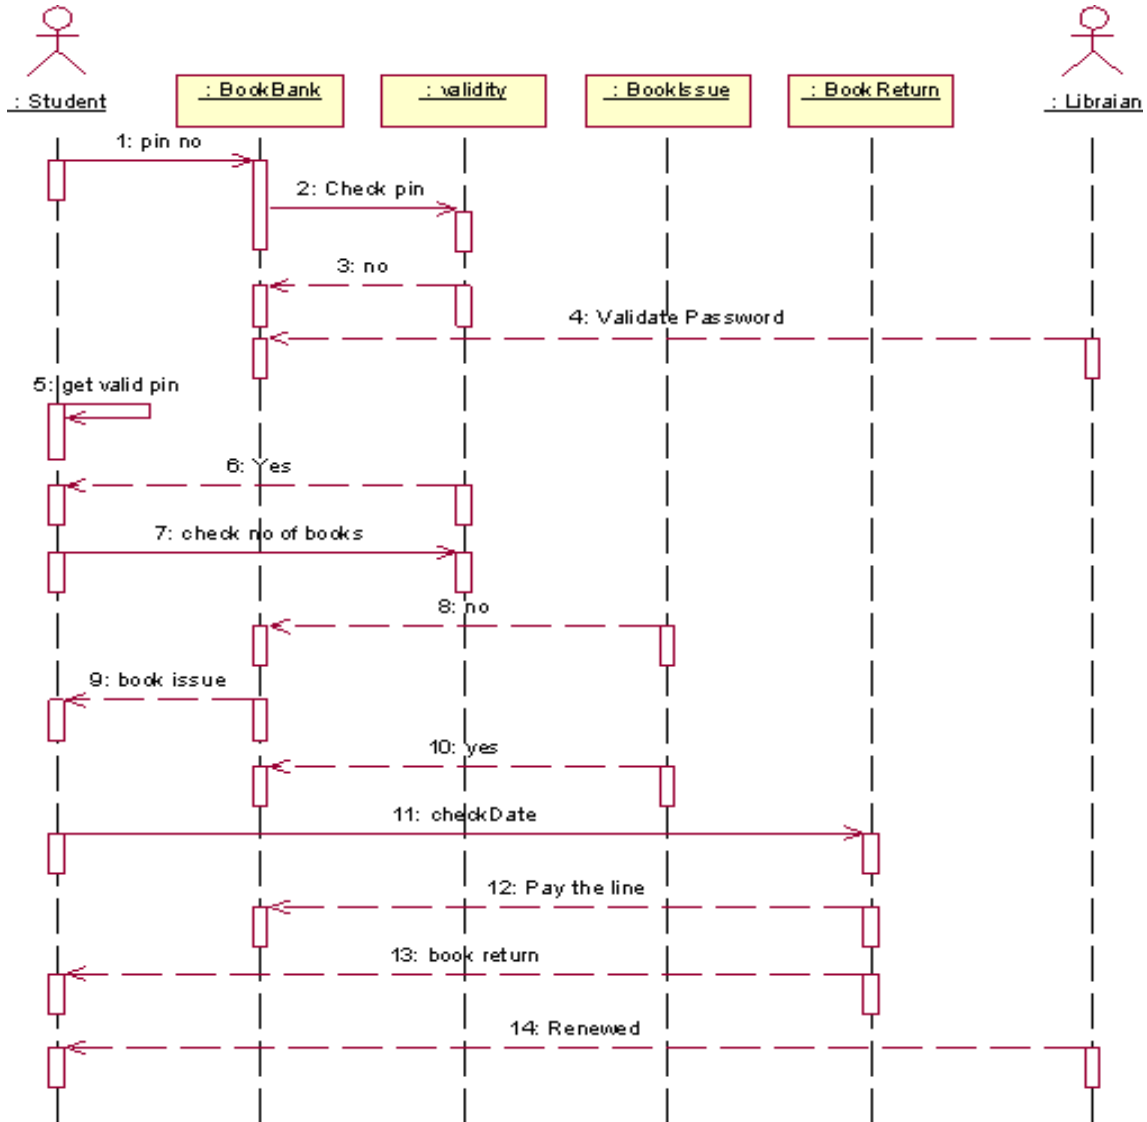 : Student
: BookBank
: validity
: BookIssue
: Book Return
: Libraian
1: pin no
2: Check pin
3: no
4: Validate Password
5: get valid pin
6: Yes
7: check no of books
8: no
9: book issue
10: yes
11: checkDate
12: Pay the line
13: book return
14: Renewed